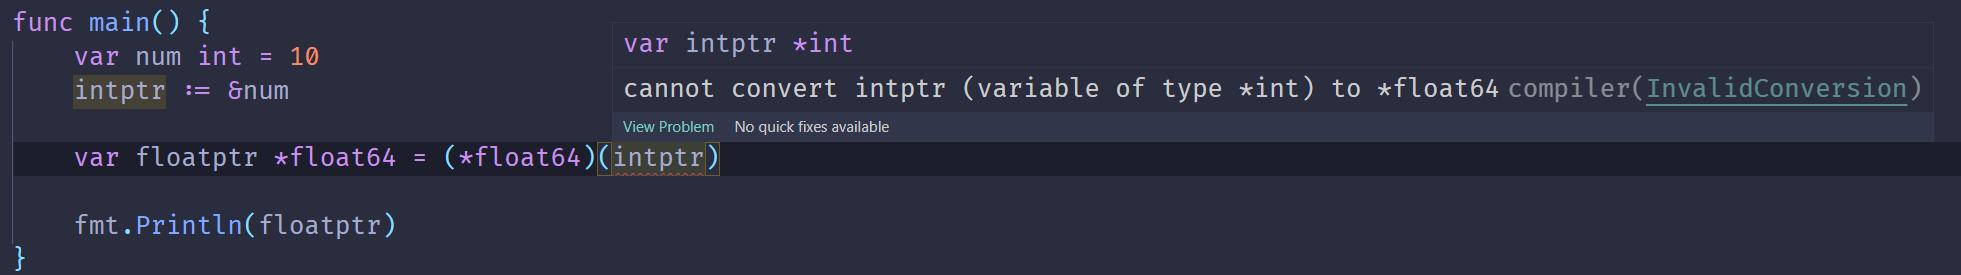 func main() {
var num int = 10
var intptr *int
intptr := &num
cannot convert intptr (variable of type *int) to *float64 compiler(InvalidConversion)
View Problem No quick fixes available
var floatptr *float64 = (*float64)(intptr)
fmt.Println(floatptr)
}